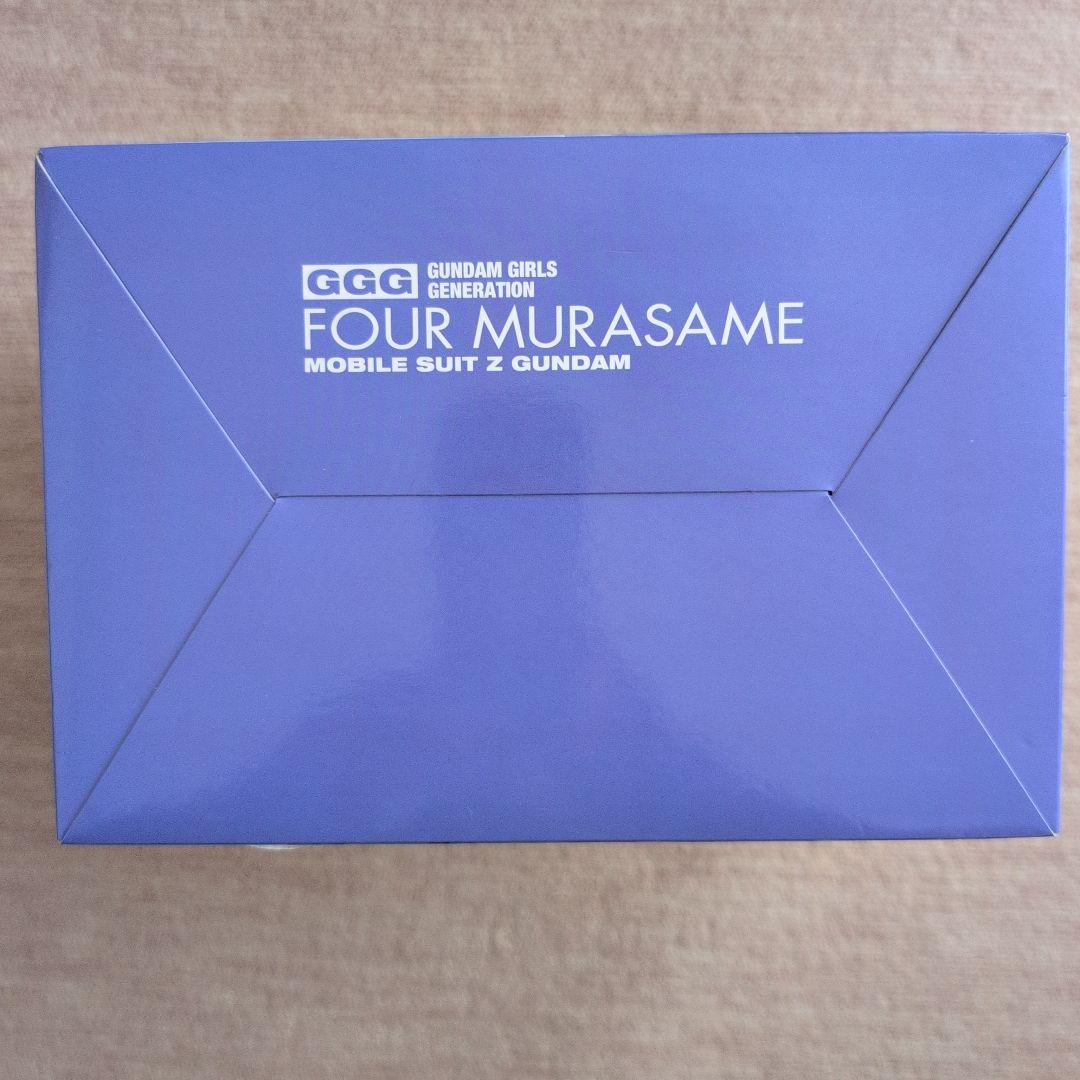 GGG GUNDAM GIRLS
GENERATION
FOUR MURASAME
MOBILE SUIT Z GUNDAM